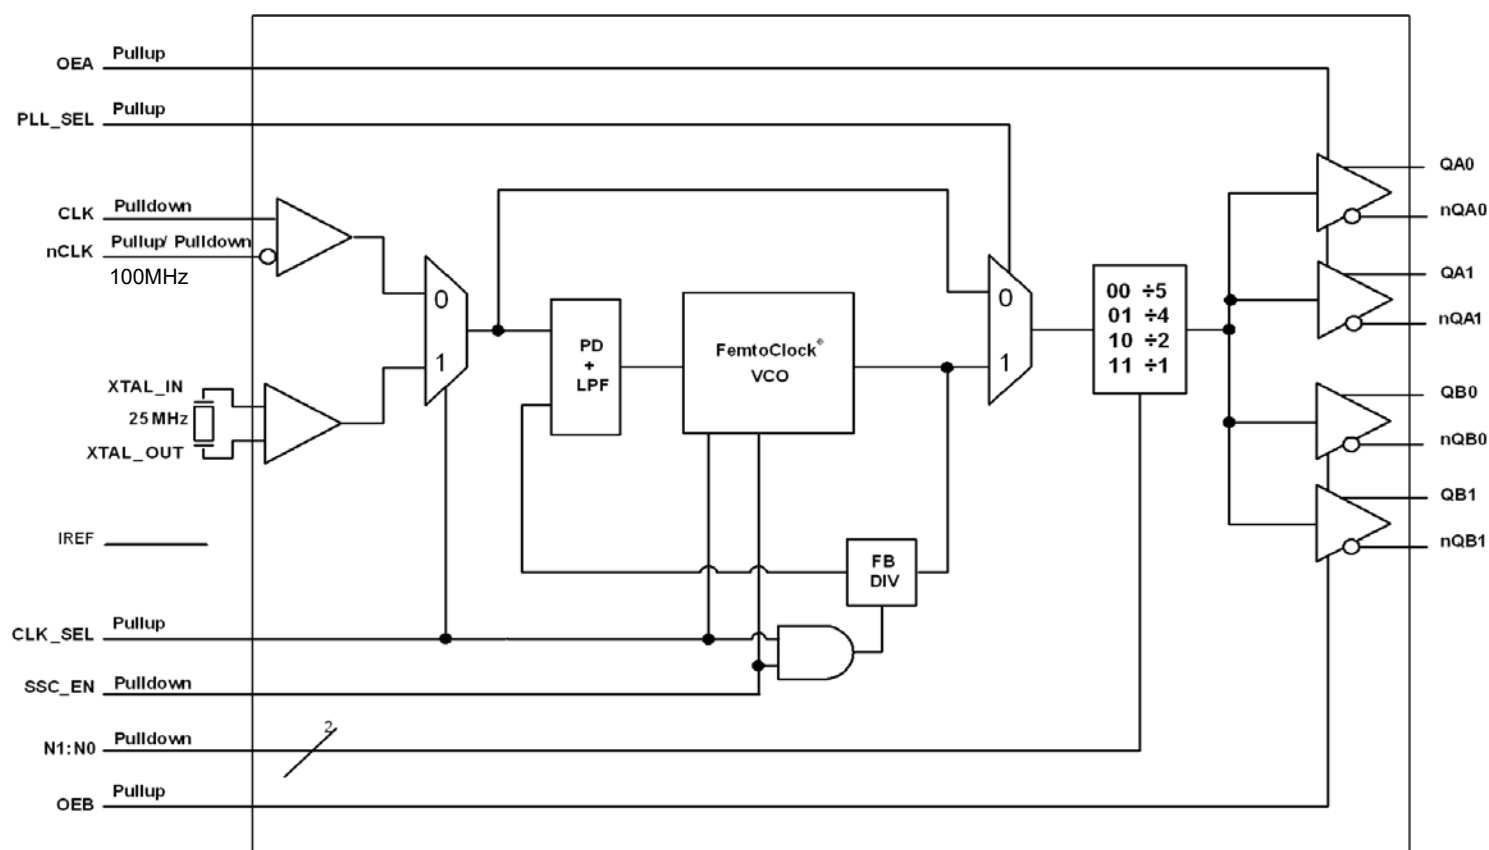 OEA Pullup
PLL_SEL Pullup
CLK Pulldown
nCLK Pullup/ Pulldown
100MHz
XTAL_IN
25 MHz
XTAL_OUT
IREF
CLK_SEL Pullup
SSC_EN Pulldown
N1:N0 Pulldown
2
OEB Pullup
0
1
PD
+
LPF
FemtoClock®
VCO
FB
DIV
0
1
00 ÷5
01 ÷4
10 ÷2
11 ÷1
QA0
nQA0
QA1
nQA1
QB0
nQB0
QB1
nQB1